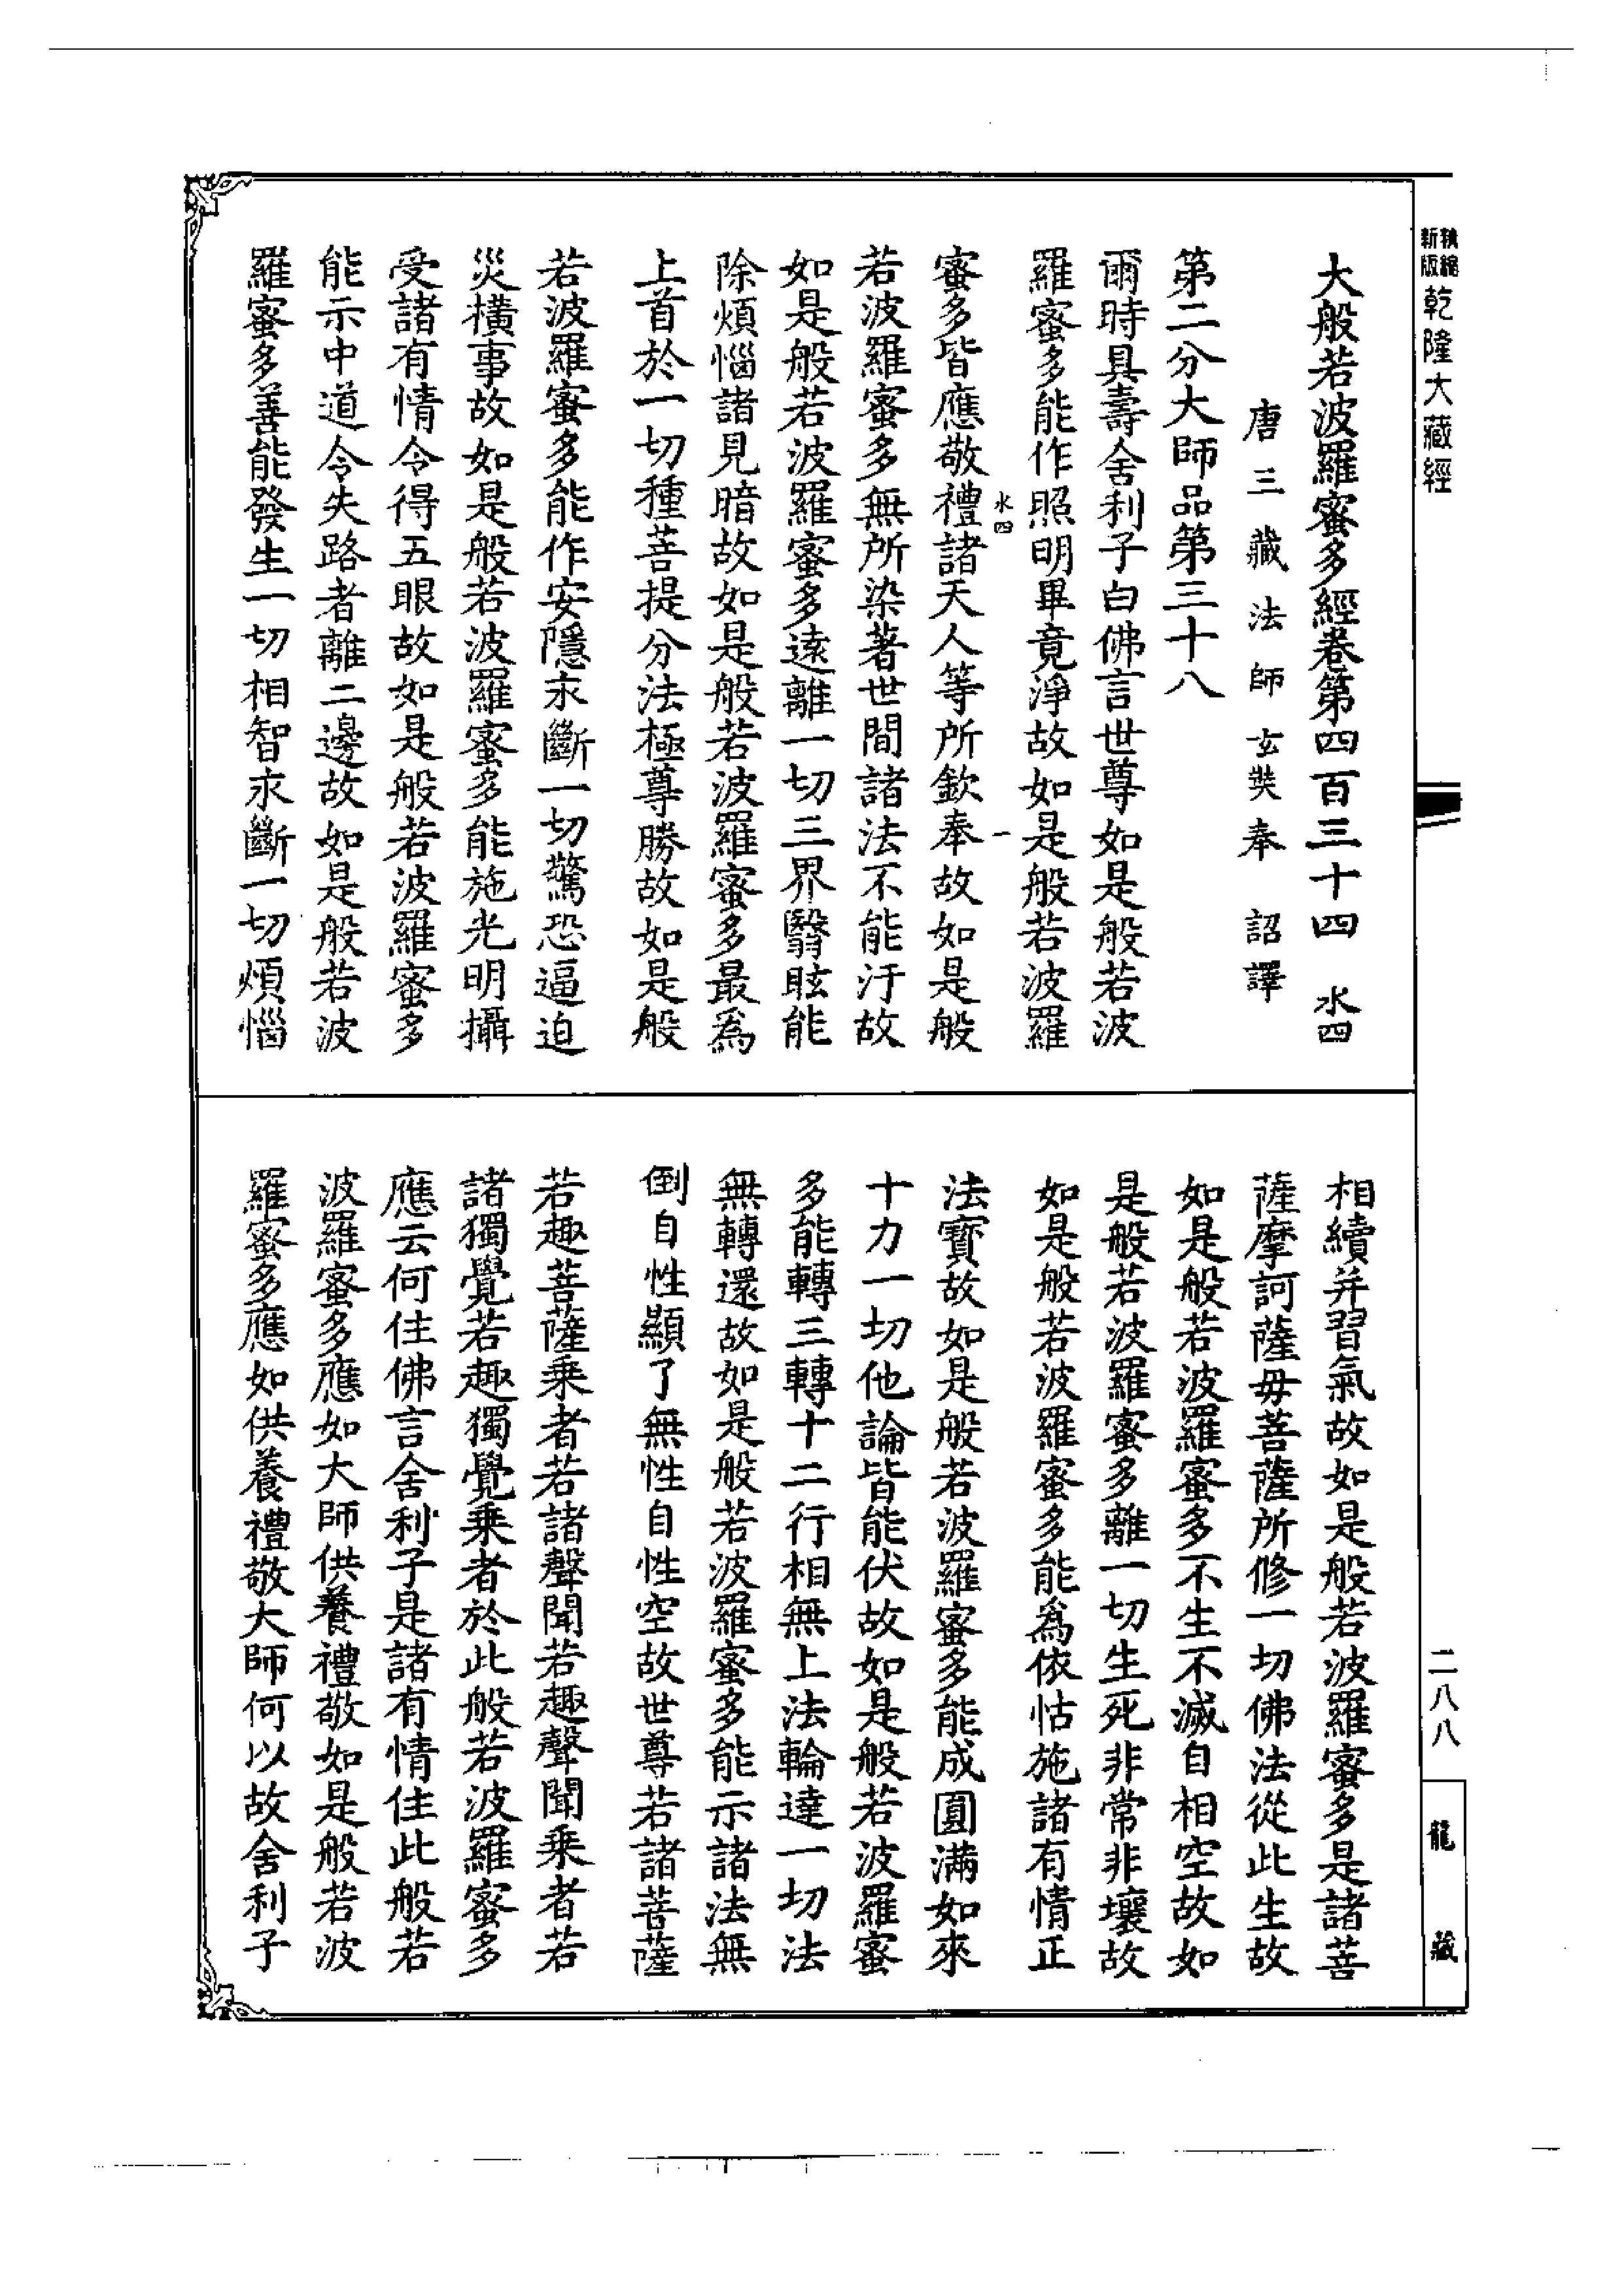 新版精縮乾隆大藏經
大般若波羅蜜多經卷第四百三十四 水四
唐三藏法師玄奘奉 詔譯
第二分大師品第三十八
爾時具壽舍利子白佛言世尊如是般若波
羅蜜多能作照明畢竟淨故如是般若波羅
水四 一
蜜多皆應敬禮諸天人等所欽奉故如是般
若波羅蜜多無所染著世間諸法不能汙故
如是般若波羅蜜多遠離一切三界翳眩能
除煩惱諸見暗故如是般若波羅蜜多最爲
上首於一切種菩提分法極尊勝故如是般
若波羅蜜多能作安隱永斷一切驚恐逼迫
災橫事故如是般若波羅蜜多能施光明攝
受諸有情令得五眼故如是般若波羅蜜多
能示中道令失路者離二邊故如是般若波
羅蜜多善能發生一切相智永斷一切煩惱
相續并習氣故如是般若波羅蜜多是諸菩
薩摩訶薩毋菩薩所修一切佛法從此生故
如是般若波羅蜜多不生不滅自相空故如
是般若波羅蜜多離一切生死非常非壞故
如是般若波羅蜜多能爲依怙施諸有情正
法寶故如是般若波羅蜜多能成圓滿如來
十力一切他論皆能伏故如是般若波羅蜜
多能轉三轉十二行相無上法輪達一切法
無轉還故如是般若波羅蜜多能示諸法無
倒自性顯了無性自性空故世尊若諸菩薩
若趣菩薩乘者若諸聲聞若趣聲聞乘者若
諸獨覺若趣獨覺乘者於此般若波羅蜜多
應云何住佛言舍利子是諸有情住此般若
波羅蜜多應如大師供養禮敬如是般若波
羅蜜多應如供養禮敬大師何以故舍利子
二八八
龍藏